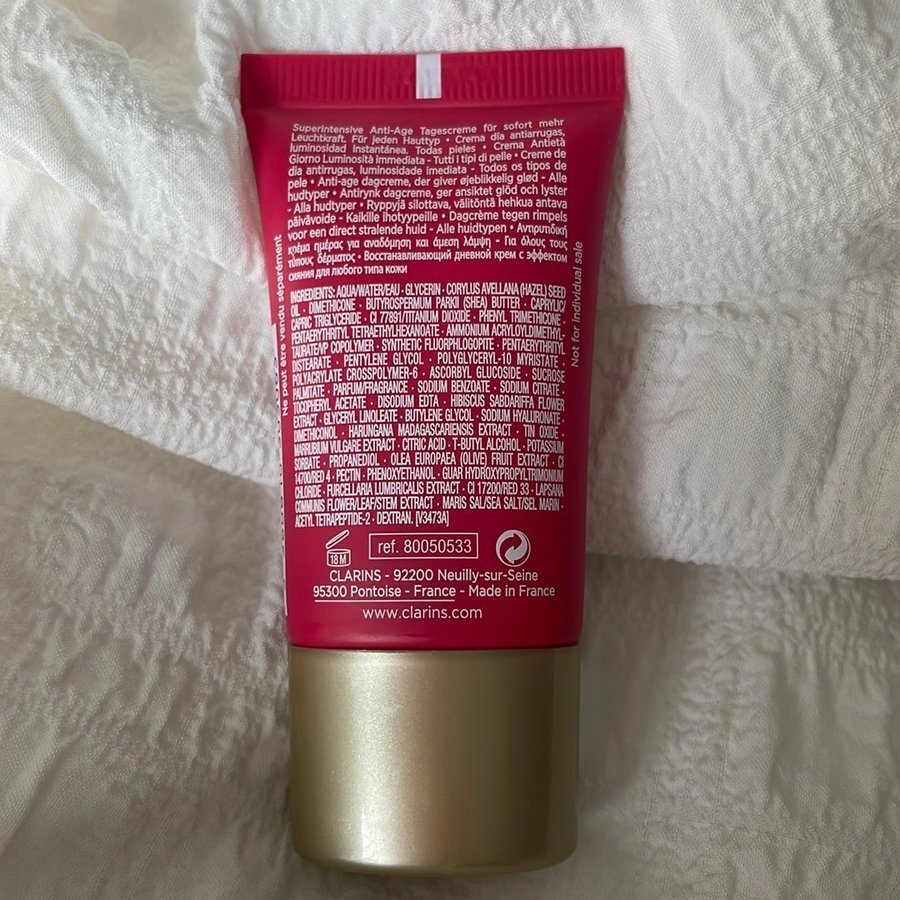 Superintensive Anti-Age Tagescreme für sofort mehr
Leuchtkraft. Für jeden Hauttyp • Crema dia antiarrugas,
luminosidad instantánea. Todas pieles • Crema Antietà
Giorno Luminosità immediata - Tutti i tipi di pelle • Creme de
dia antirrugas, luminosidade imediata - Todos os tipos de
pele • Anti-age dagcreme, der giver øjeblikkelig glød - Alle
hudtyper • Antirynk dagcreme, ger ansiktet glöd och lyster
- Alla hudtyper • Ryppyjä silottava, välitöntä hehkua antava
päivävoide - Kaikille ihotyypeille • Dagcrème tegen rimpels
voor een direct stralende huid - Alle huidtypen • Αντιρυτιδική
κρέμα ημέρας για αναδόμηση και άμεση λάμψη - Για όλους τους
τύπους δέρματος • Восстанавливающий дневной крем с эффектом
сияния для любого типа кожи
INGREDIENTS: AQUA/WATER/EAU · GLYCERIN · CORYLUS AVELLANA (HAZEL) SEED
OIL · DIMETHICONE · BUTYROSPERMUM PARKII (SHEA) BUTTER · CAPRYLIC/
CAPRIC TRIGLYCERIDE · CI 77891/TITANIUM DIOXIDE · PHENYL TRIMETHICONE ·
PENTAERYTHRITYL TETRAETHYLHEXANOATE · AMMONIUM ACRYLOYLDIMETHYL
TAURATE/VP COPOLYMER · SYNTHETIC FLUORPHLOGOPITE · PENTAERYTHRITYL
DISTEARATE · PENTYLENE GLYCOL · POLYGLYCERYL-10 MYRISTATE ·
POLYACRYLATE CROSSPOLYMER-6 · ASCORBYL GLUCOSIDE · SUCROSE
PALMITATE · PARFUM/FRAGRANCE · SODIUM BENZOATE · SODIUM CITRATE ·
TOCOPHERYL ACETATE · DISODIUM EDTA · HIBISCUS SABDARIFFA FLOWER
EXTRACT · GLYCERYL LINOLEATE · BUTYLENE GLYCOL · SODIUM HYALURONATE ·
DIMETHICONOL · HARUNGANA MADAGASCARIENSIS EXTRACT · TIN OXIDE ·
MARRUBIUM VULGARE EXTRACT · CITRIC ACID · T-BUTYL ALCOHOL · POTASSIUM
SORBATE · PROPANEDIOL · OLEA EUROPAEA (OLIVE) FRUIT EXTRACT · CI
14700/RED 4 · PECTIN · PHENOXYETHANOL · GUAR HYDROXYPROPYLTRIMONIUM
CHLORIDE · FURCELLARIA LUMBRICALIS EXTRACT · CI 17200/RED 33 · LAPSANA
COMMUNIS FLOWER/LEAF/STEM EXTRACT · MARIS SAL/SEA SALT/SEL MARIN ·
ACETYL TETRAPEPTIDE-2 · DEXTRAN. [V3473A]
18 M
ref. 80050533
CLARINS - 92200 Neuilly-sur-Seine
95300 Pontoise - France - Made in France
www.clarins.com
Ne peut être vendu séparément
Not for individual sale